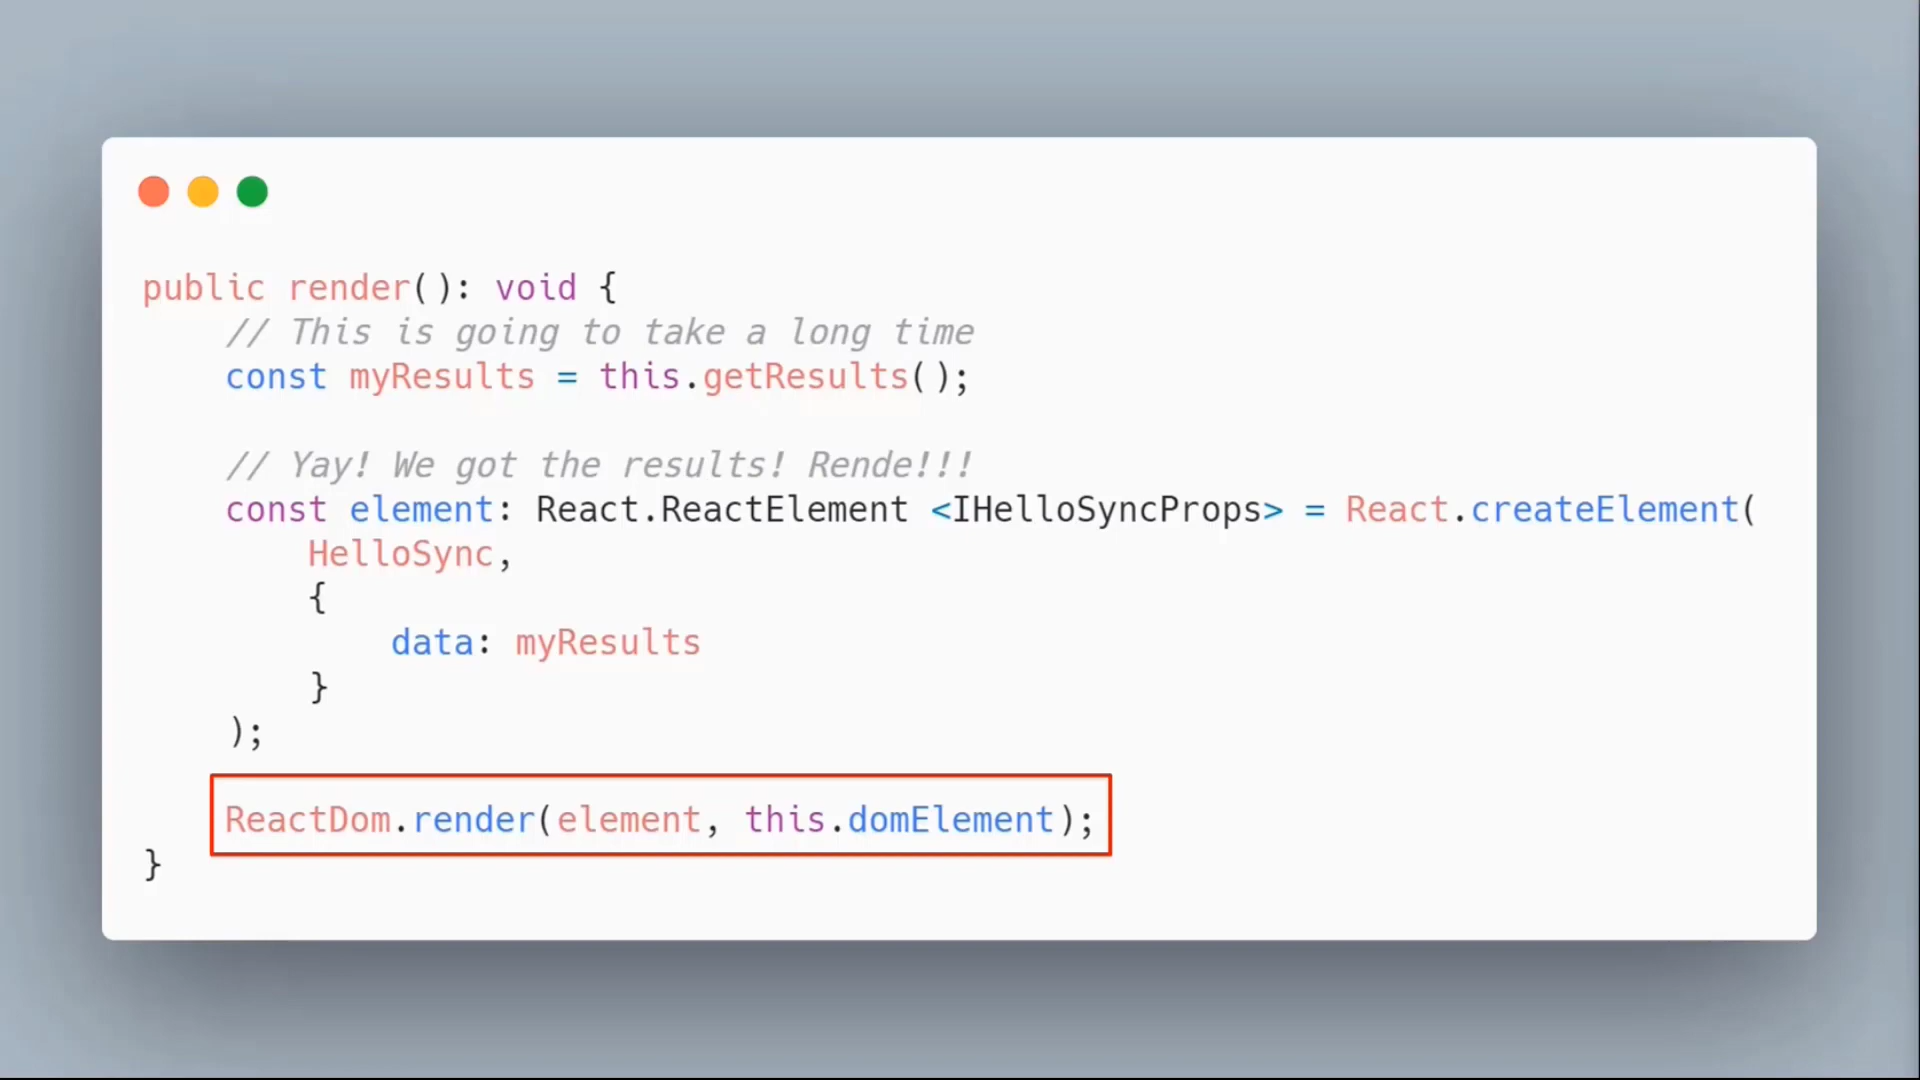 public render(): void {
// This is going to take a long time
const myResults = this.getResults();
// Yay! We got the results! Rende!!!
const element: React.ReactElement <IHelloSyncProps> = React.createElement(
HelloSync,
{
data: myResults
}
);
ReactDom.render(element, this.domElement);
}